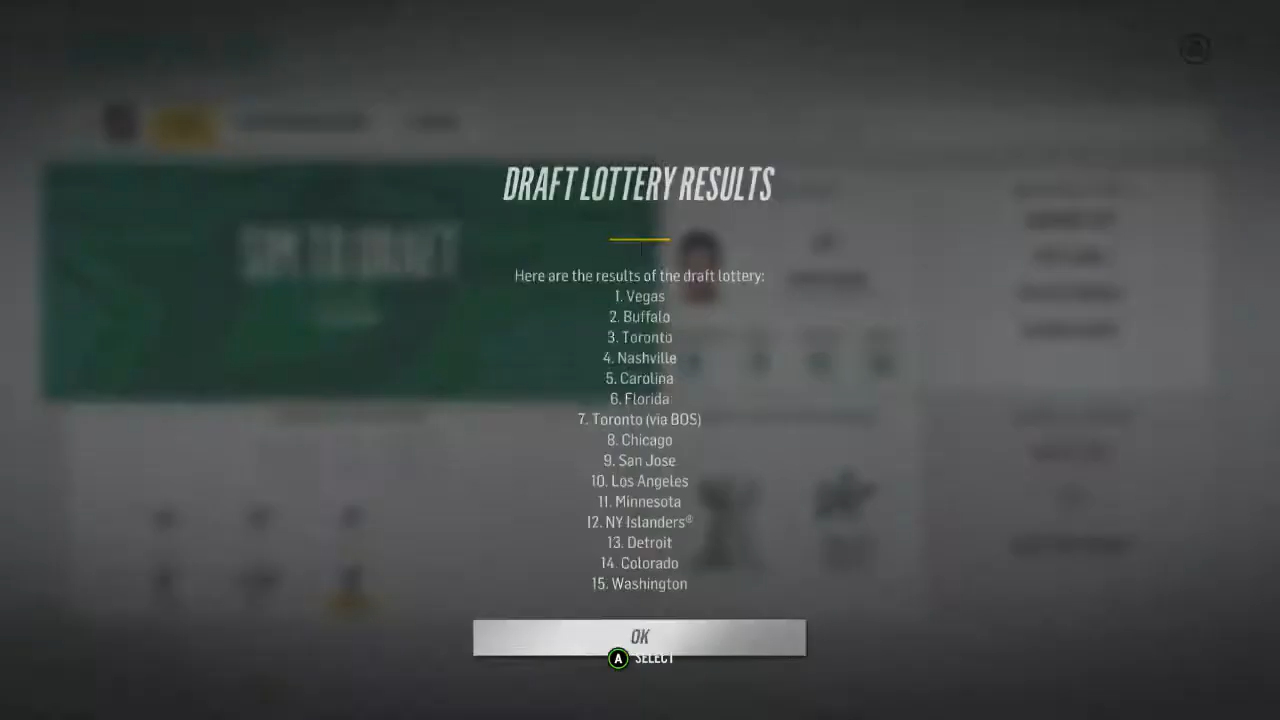 DRAFT LOTTERY RESULTS
Here are the results of the draft lottery:
1. Vegas
2. Buffalo
3. Toronto
4. Nashville
5. Carolina
6. Florida
7. Toronto (via BOS)
8. Chicago
9. San Jose
10. Los Angeles
11. Minnesota
12. NY Islanders®
13. Detroit
14. Colorado
15. Washington
OK
A SELECT